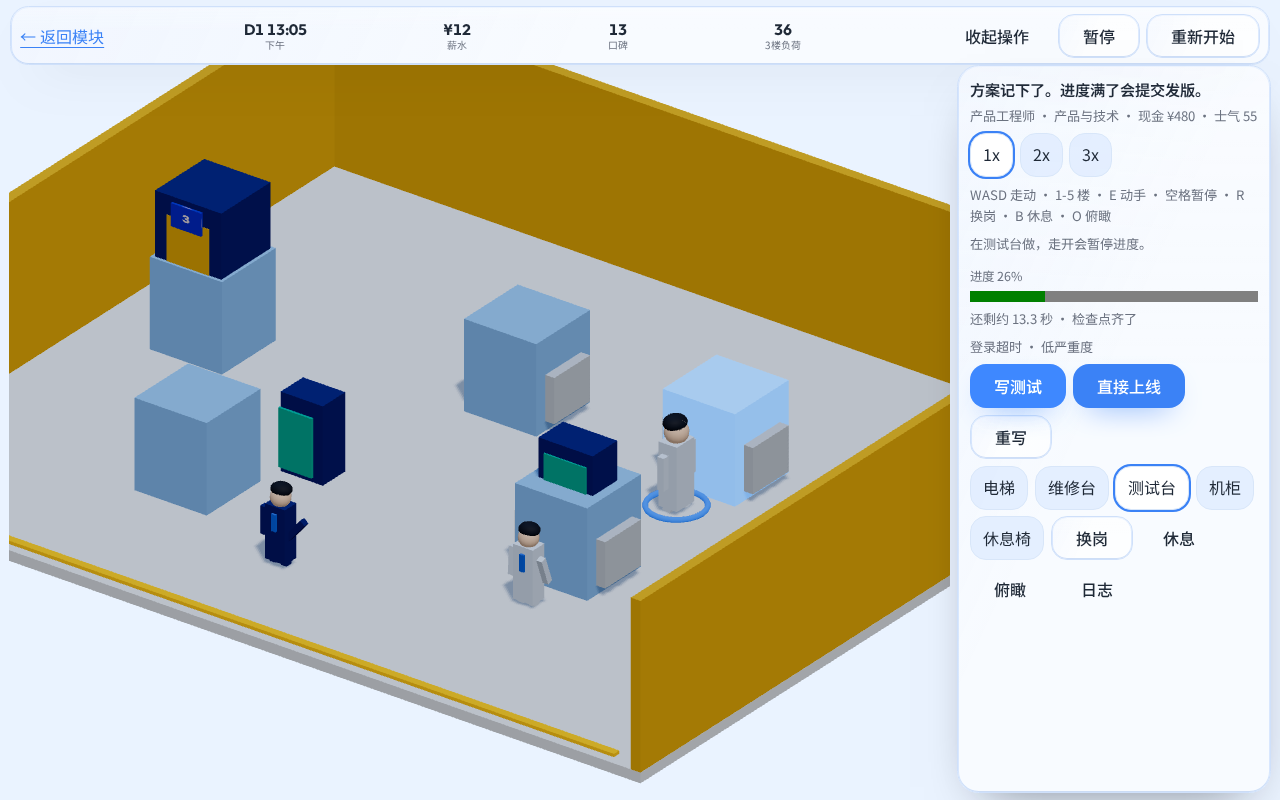 ← 返回模块
D1 13:05
下午
¥12
薪水
13
口碑
36
3楼负荷
收起操作
暂停
重新开始
方案记下了。进度满了会提交发版。
产品工程师 · 产品与技术 · 现金 ¥480 · 士气 55
1x
2x
3x
WASD 走动 · 1-5 楼 · E 动手 · 空格暂停 · R
换岗 · B 休息 · O 俯瞰
在测试台做，走开会暂停进度。
进度 26%
还剩约 13.3 秒 · 检查点齐了
登录超时 · 低严重度
写测试
直接上线
重写
电梯
维修台
测试台
机柜
休息椅
换岗
休息
俯瞰
日志
3